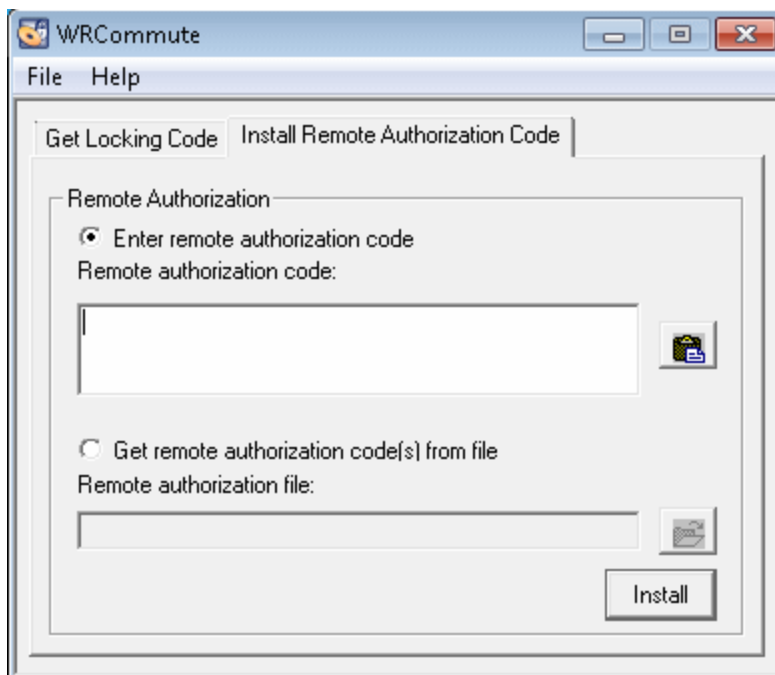 WRCommute
File Help
Get Locking Code Install Remote Authorization Code
Remote Authorization
Enter remote authorization code
Remote authorization code:
Get remote authorization code(s) from file
Remote authorization file:
Install